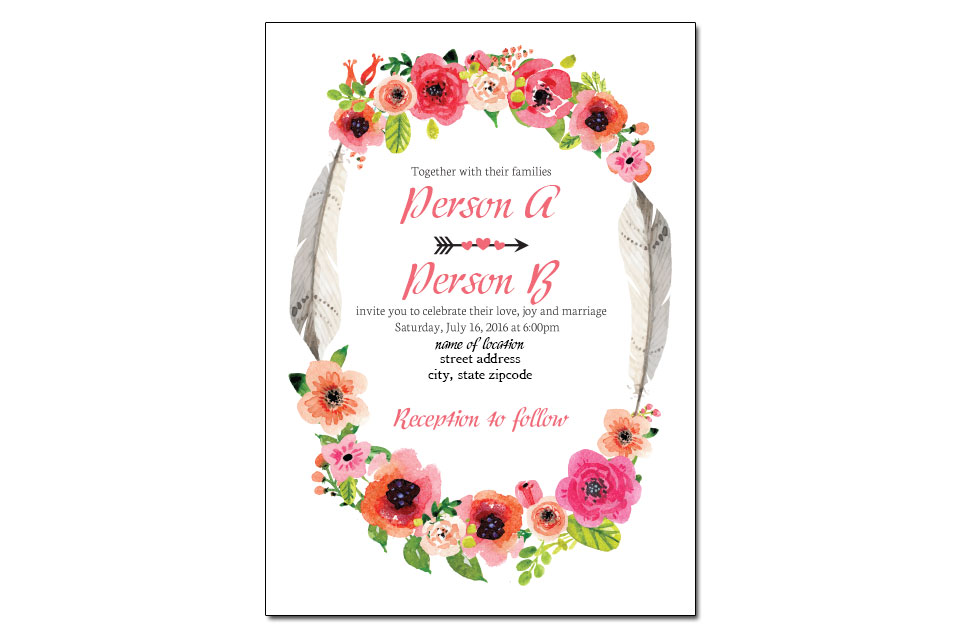 Together with their families
Person A
Person B
invite you to celebrate their love, joy and marriage
Saturday, July 16, 2016 at 6:00pm
name of location
street address
city, state zipcode
Reception to follow